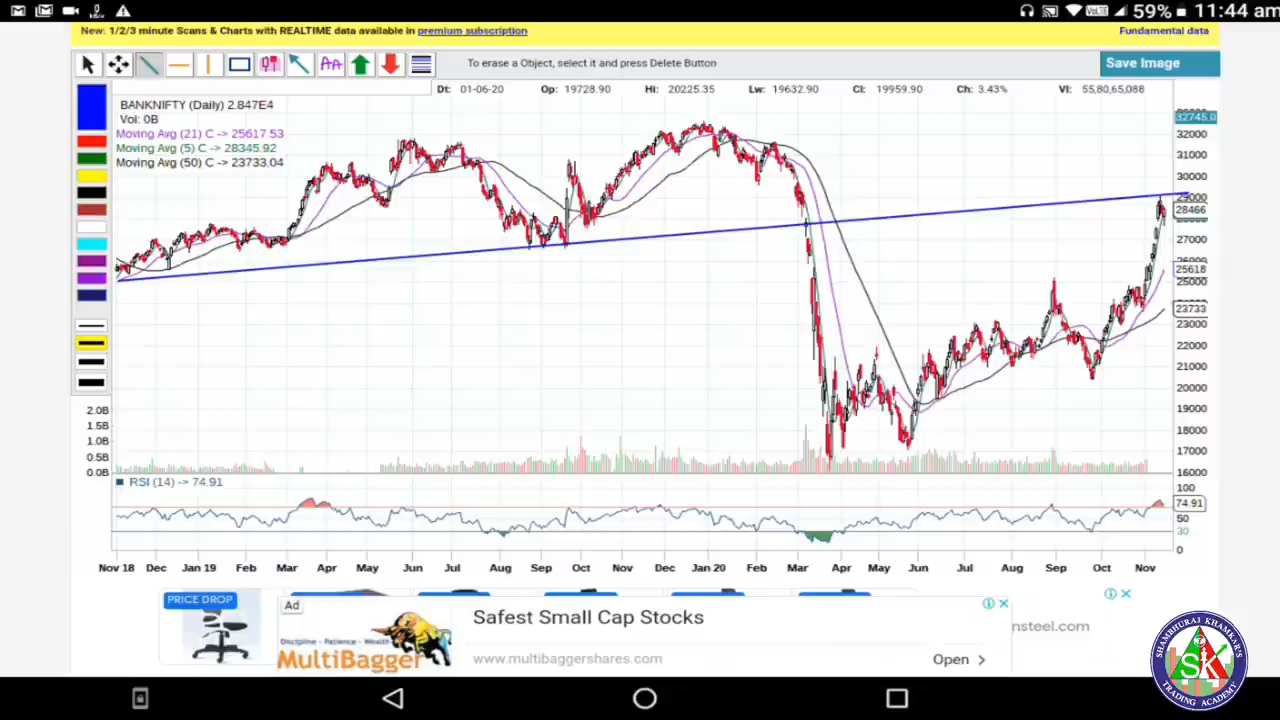 0
KB/s
VoLTE
59%
11:44 am
New: 1/2/3 minute Scans & Charts with REALTIME data available in premium subscription
Fundamental data
To erase a Object, select it and press Delete Button
Save Image
Dt: 01-06-20 Op: 19728.90 Hi: 20225.35 Lw: 19632.90 Cl: 19959.90 Ch: 3.43% Vl: 55,80,65,088
BANKNIFTY (Daily) 2.847E4
Vol: 0B
Moving Avg (21) C -> 25617.53
Moving Avg (5) C -> 28345.92
Moving Avg (50) C -> 23733.04
32745.0
32000
31000
30000
29000
28466
27000
26000
25618
25000
23733
23000
22000
21000
20000
19000
18000
17000
16000
2.0B
1.5B
1.0B
0.5B
0.0B
RSI (14) -> 74.91
100
74.91
50
30
0
Nov 18 Dec Jan 19 Feb Mar Apr May Jun Jul Aug Sep Oct Nov Dec Jan 20 Feb Mar Apr May Jun Jul Aug Sep Oct Nov
PRICE DROP
Ad
Discipline - Patience - Wealth
MultiBagger
Safest Small Cap Stocks
www.multibaggershares.com
Open
nsteel.com
SHAMBHURAJ KHAMKAR'S
SK
TRADING ACADEMY